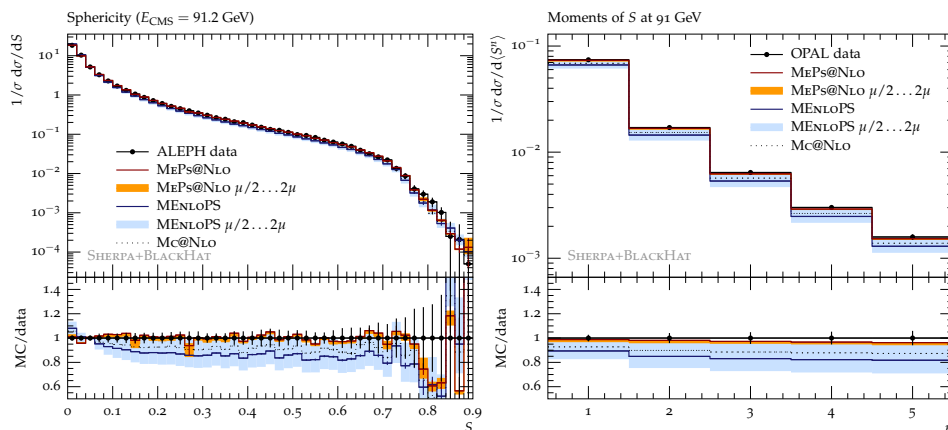 Sphericity (E_CMS = 91.2 GeV)
1/σ dσ/dS
10^1
1
10^−1
10^−2
10^−3
10^−4
ALEPH data
MEPS@NLO
MEPS@NLO μ/2...2μ
MENLOPS
MENLOPS μ/2...2μ
MC@NLO
SHERPA+BLACKHAT
MC/data
1.4
1.2
1
0.8
0.6
0 0.1 0.2 0.3 0.4 0.5 0.6 0.7 0.8 0.9
S
Moments of S at 91 GeV
1/σ dσ/d⟨S^n⟩
10^−1
10^−2
10^−3
OPAL data
MEPS@NLO
MEPS@NLO μ/2...2μ
MENLOPS
MENLOPS μ/2...2μ
MC@NLO
SHERPA+BLACKHAT
MC/data
1.4
1.2
1
0.8
0.6
1 2 3 4 5